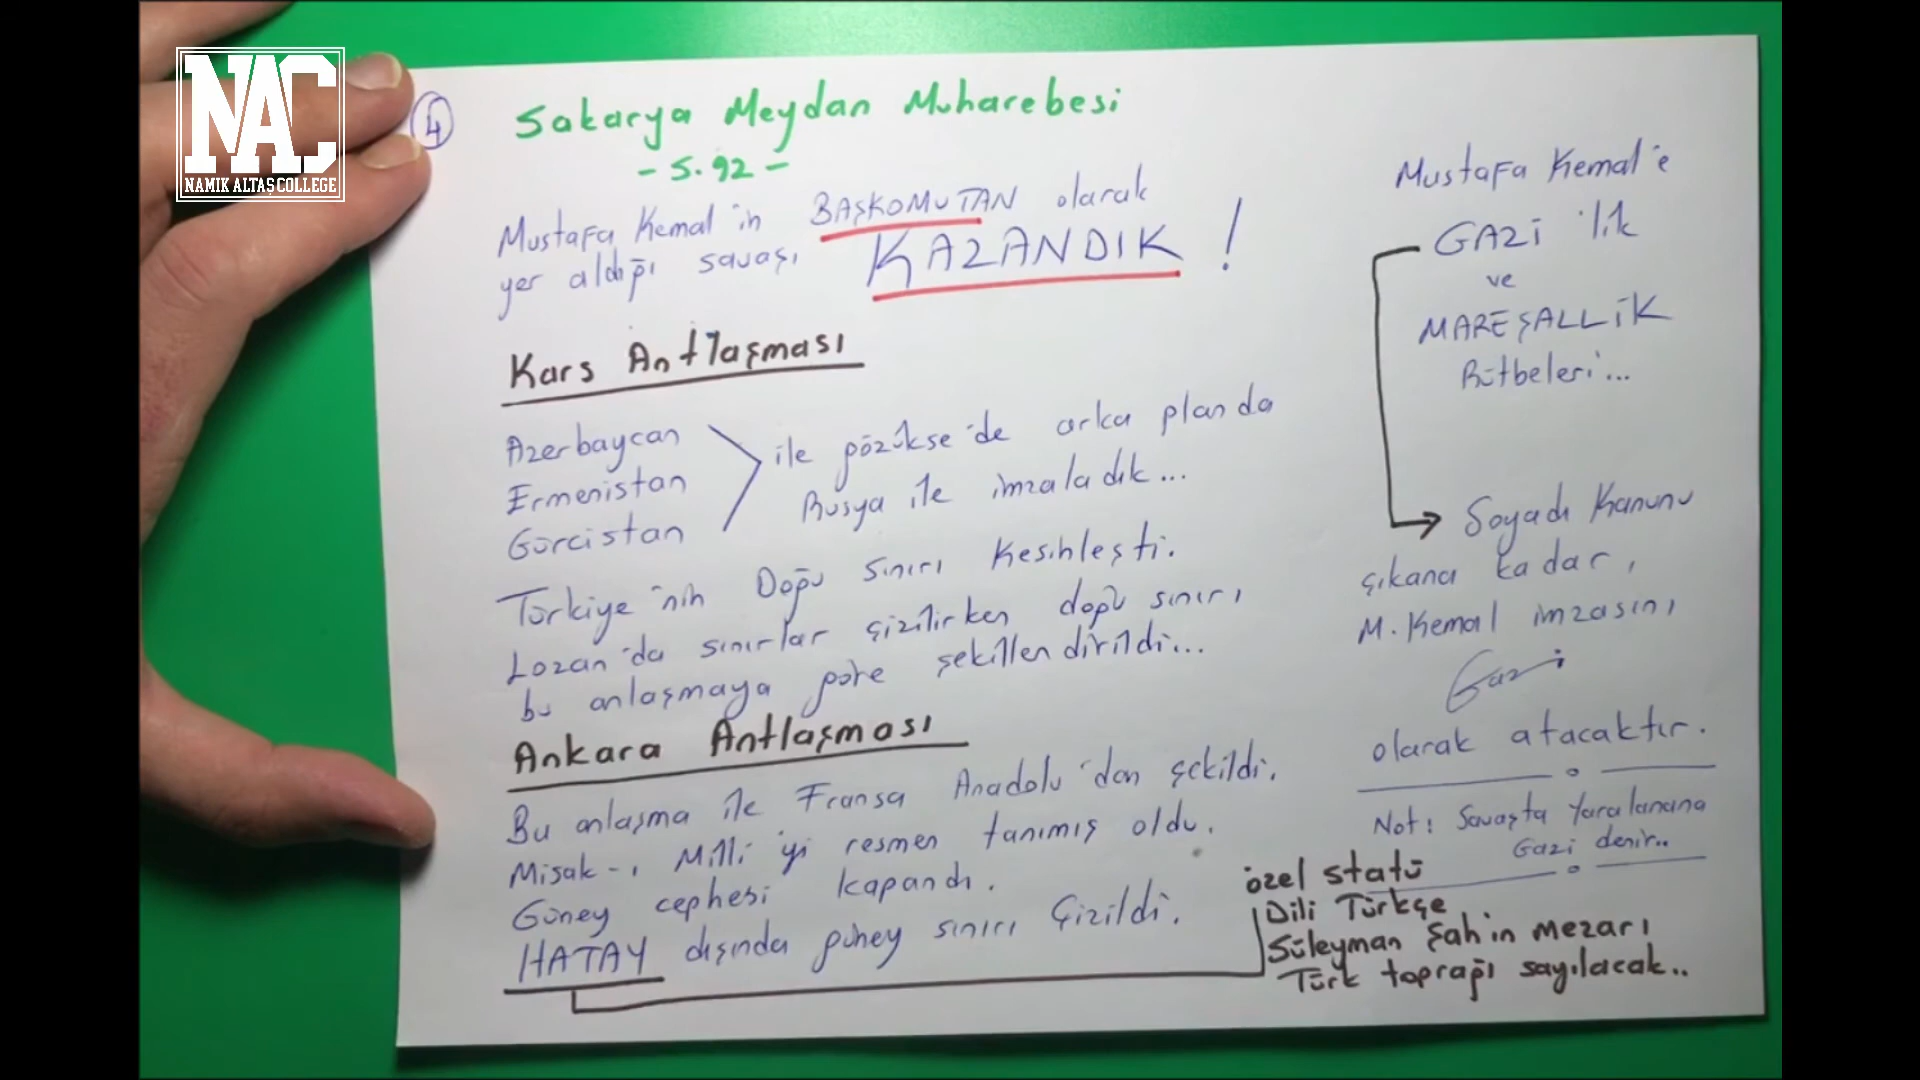 NAC
NAMIK ALTAŞ COLLEGE
4
Sakarya Meydan Muharebesi
- S.92 -
Mustafa Kemal'in BAŞKOMUTAN olarak
yer aldığı savaşı KAZANDIK !
Kars Antlaşması
Azerbaycan
Ermenistan
Gürcistan
ile gözükse'de arka planda
Rusya ile imzaladık...
Türkiye'nin Doğu sınırı Kesinleşti.
Lozan'da sınırlar çizilirken doğu sınırı
bu anlaşmaya göre şekillendirildi...
Ankara Antlaşması
Bu anlaşma ile Fransa Anadolu'dan çekildi.
Misak-ı Milli'yi resmen tanımış oldu.
Güney cephesi kapandı.
HATAY dışında güney sınırı Çizildi.
Mustafa Kemal'e
GAZİ'lik
ve
MAREŞALLİK
Rütbeleri...
Soyadı Kanunu
çıkana kadar,
M. Kemal imzasını
Gazi
olarak atacaktır.
Not: Savaşta Yaralanana
Gazi denir..
özel statü
Dili Türkçe
Süleyman Şah'ın mezarı
Türk toprağı sayılacak..